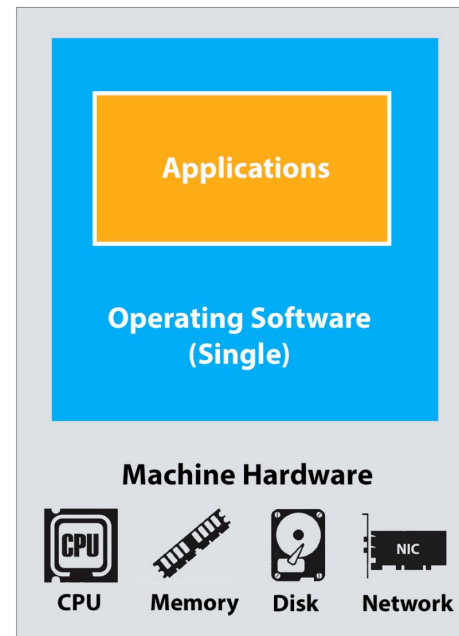 Applications
Operating Software
(Single)
Machine Hardware
CPU
NIC
CPU
Memory
Disk
Network